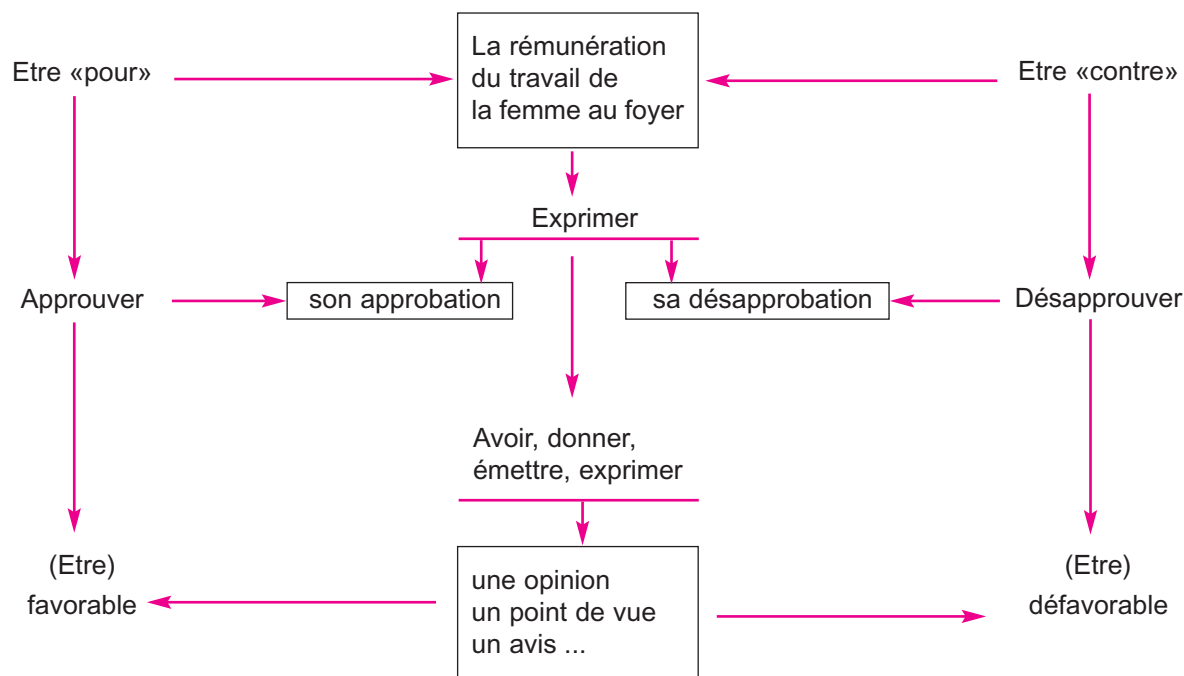 La rémunération
du travail de
la femme au foyer
Etre «pour»
Etre «contre»
Exprimer
Approuver
son approbation
sa désapprobation
Désapprouver
Avoir, donner,
émettre, exprimer
(Etre)
favorable
une opinion
un point de vue
un avis ...
(Etre)
défavorable